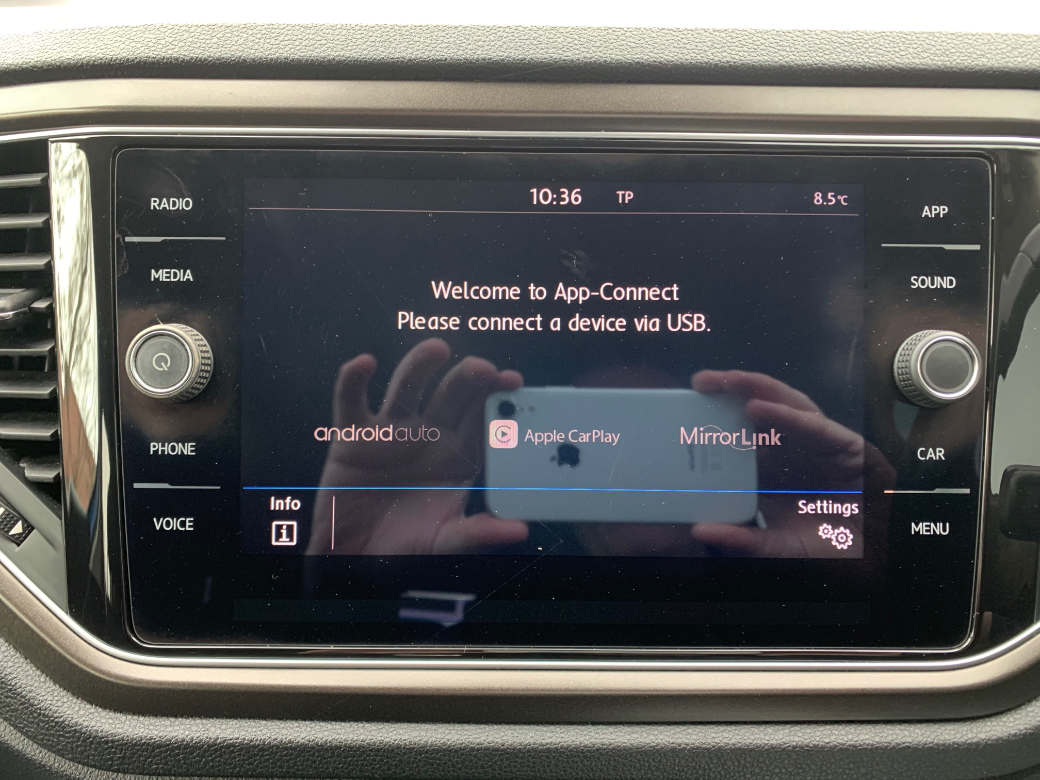 10:36 TP 8.5°C
RADIO
MEDIA
PHONE
VOICE
Welcome to App-Connect
Please connect a device via USB.
androidauto
Apple CarPlay
MirrorLink
Info
Settings
APP
SOUND
CAR
MENU